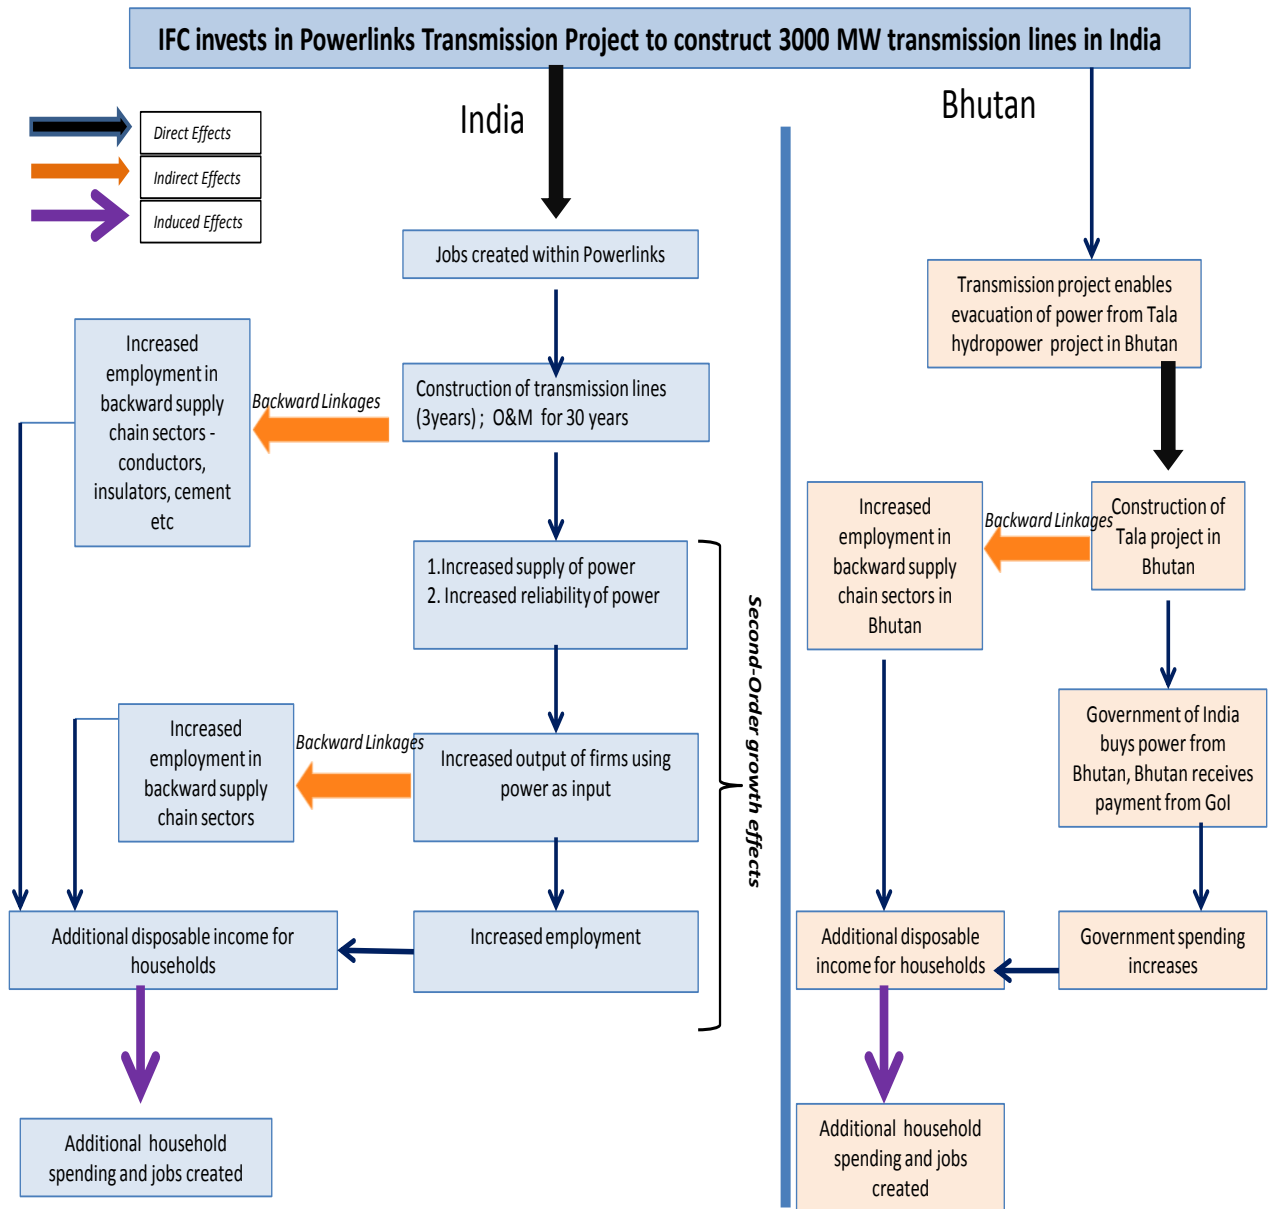 IFC invests in Powerlinks Transmission Project to construct 3000 MW transmission lines in India
India
Bhutan
Direct Effects
Indirect Effects
Induced Effects
Jobs created within Powerlinks
Transmission project enables
evacuation of power from Tala
hydropower project in Bhutan
Increased
employment in
backward supply
chain sectors -
conductors,
insulators, cement
etc
Backward Linkages
Construction of transmission lines
(3years) ; O&M for 30 years
Increased
employment in
backward supply
chain sectors in
Bhutan
Backward Linkages
Construction of
Tala project in
Bhutan
1.Increased supply of power
2. Increased reliability of power
Second-Order growth effects
Increased
employment in
backward supply
chain sectors
Backward Linkages
Increased output of firms using
power as input
Government of India
buys power from
Bhutan, Bhutan receives
payment from GoI
Additional disposable income for
households
Increased employment
Additional disposable
income for households
Government spending
increases
Additional household
spending and jobs created
Additional household
spending and jobs
created